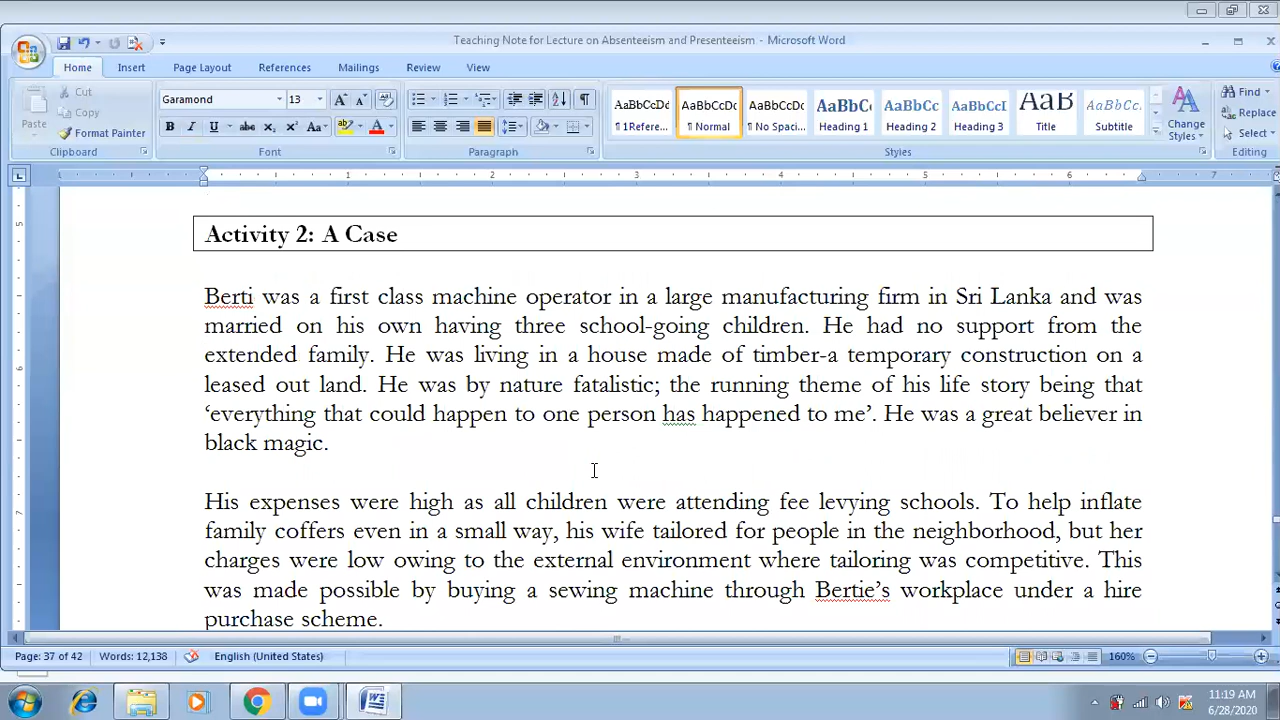 Teaching Note for Lecture on Absenteeism and Presenteeism - Microsoft Word
Home Insert Page Layout References Mailings Review View
Paste
Cut
Copy
Format Painter
Clipboard
Garamond 13
Font
Paragraph
AaBbCcDc ¶ 1Refere...
AaBbCcDc ¶ Normal
AaBbCcDc ¶ No Spaci...
AaBbC Heading 1
AaBbCc Heading 2
AaBbCcI Heading 3
AaB Title
AaBbCc. Subtitle
Change Styles
Styles
Find
Replace
Select
Editing
1 1 2 3 4 5 6 7
Activity 2: A Case
Berti was a first class machine operator in a large manufacturing firm in Sri Lanka and was
married on his own having three school-going children. He had no support from the
extended family. He was living in a house made of timber-a temporary construction on a
leased out land. He was by nature fatalistic; the running theme of his life story being that
‘everything that could happen to one person has happened to me’. He was a great believer in
black magic.
His expenses were high as all children were attending fee levying schools. To help inflate
family coffers even in a small way, his wife tailored for people in the neighborhood, but her
charges were low owing to the external environment where tailoring was competitive. This
was made possible by buying a sewing machine through Bertie’s workplace under a hire
purchase scheme.
Page: 37 of 42 Words: 12,138 English (United States) 160%
11:19 AM
6/28/2020